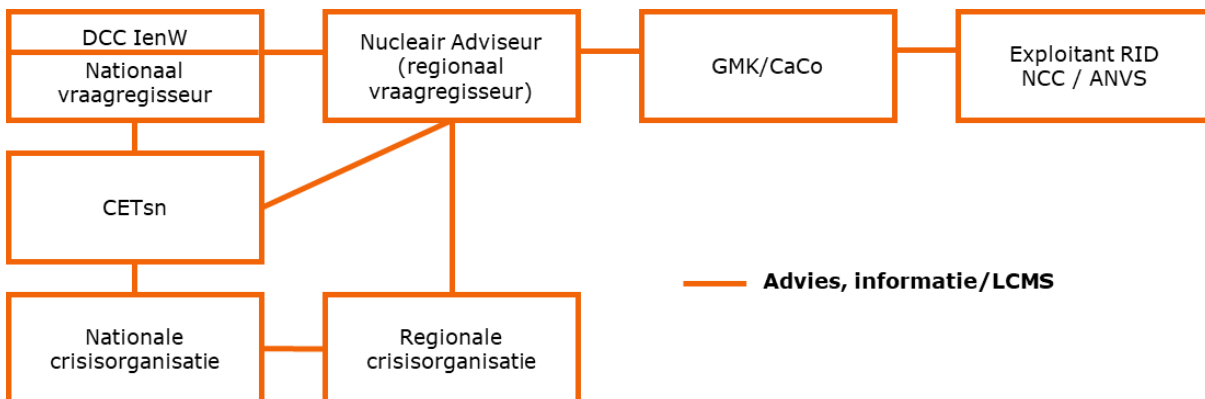 DCC IenW
Nationaal
vraagregisseur
Nucleair Adviseur
(regionaal
vraagregisseur)
GMK/CaCo
Exploitant RID
NCC / ANVS
CETsn
Advies, informatie/LCMS
Nationale
crisisorganisatie
Regionale
crisisorganisatie